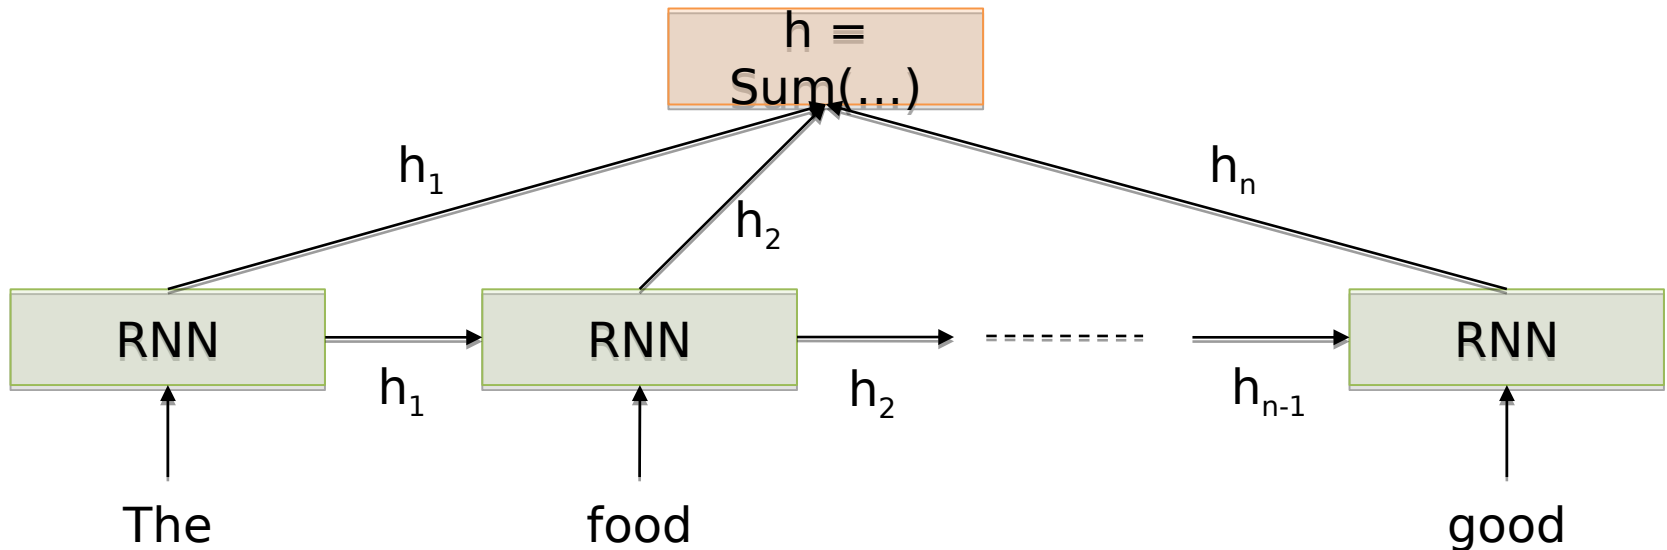 h =
Sum(...)
h₁
hₙ
h₂
RNN
RNN
RNN
h₁
h₂
hₙ₋₁
The
food
good